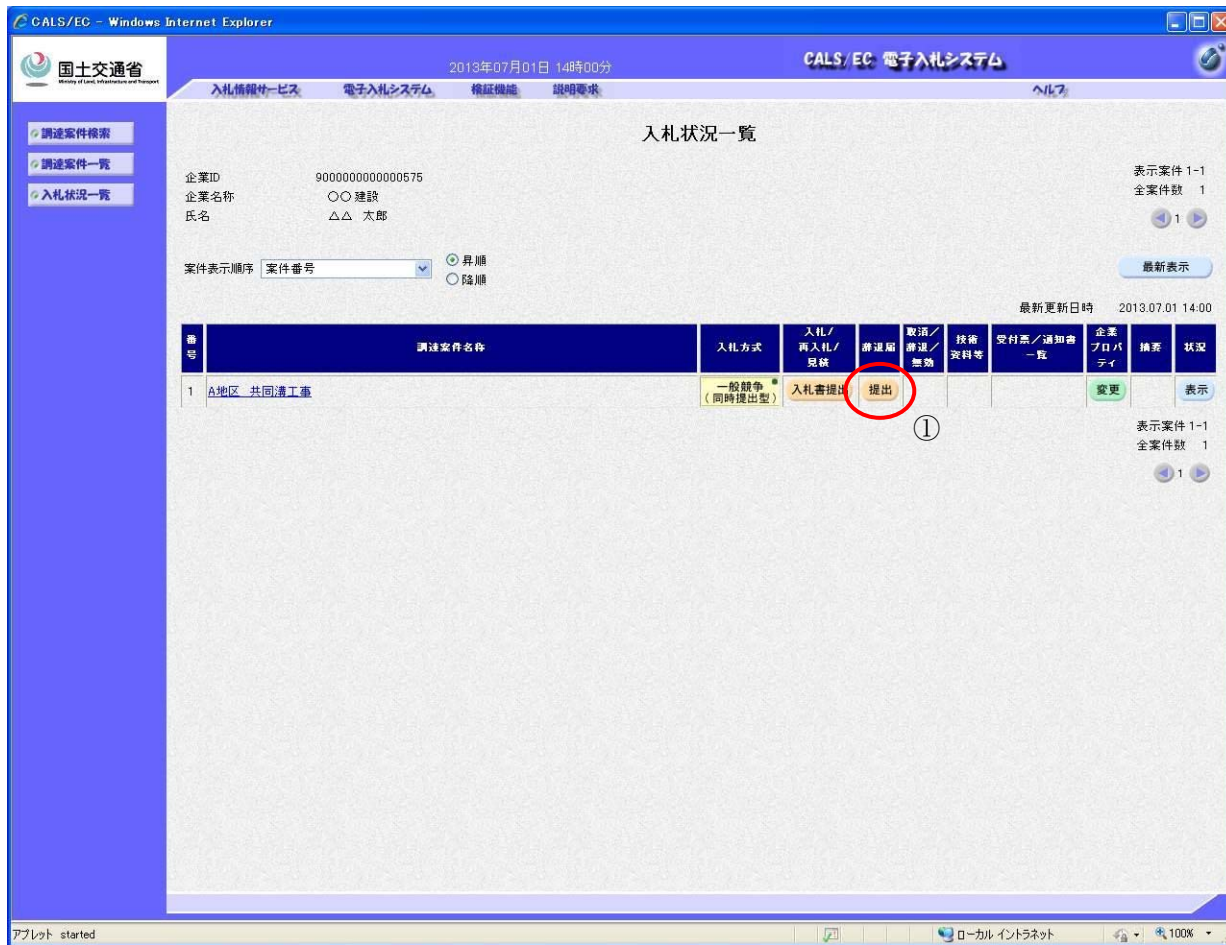 CALS/EC - Windows Internet Explorer
国土交通省
Ministry of Land, Infrastructure and Transport
2013年07月01日 14時00分
CALS/EC 電子入札システム
入札情報サービス 電子入札システム 検証機能 説明要求 ヘルプ
調達案件検索
調達案件一覧
入札状況一覧
入札状況一覧
企業ID 9000000000000575
企業名称 〇〇建設
氏名 △△ 太郎
表示案件 1-1
全案件数 1
1
案件表示順序 案件番号
昇順
降順
最新表示
最新更新日時 2013.07.01 14:00
番号 調達案件名称 入札方式 入札/再入札/見積 辞退届 取消/辞退/無効 技術資料等 受付票/通知書一覧 企業プロパティ 摘要 状況
1 A地区 共同溝工事 一般競争(同時提出型) 入札書提出 提出 変更 表示
①
表示案件 1-1
全案件数 1
1
アプレット started
ローカル イントラネット
100%